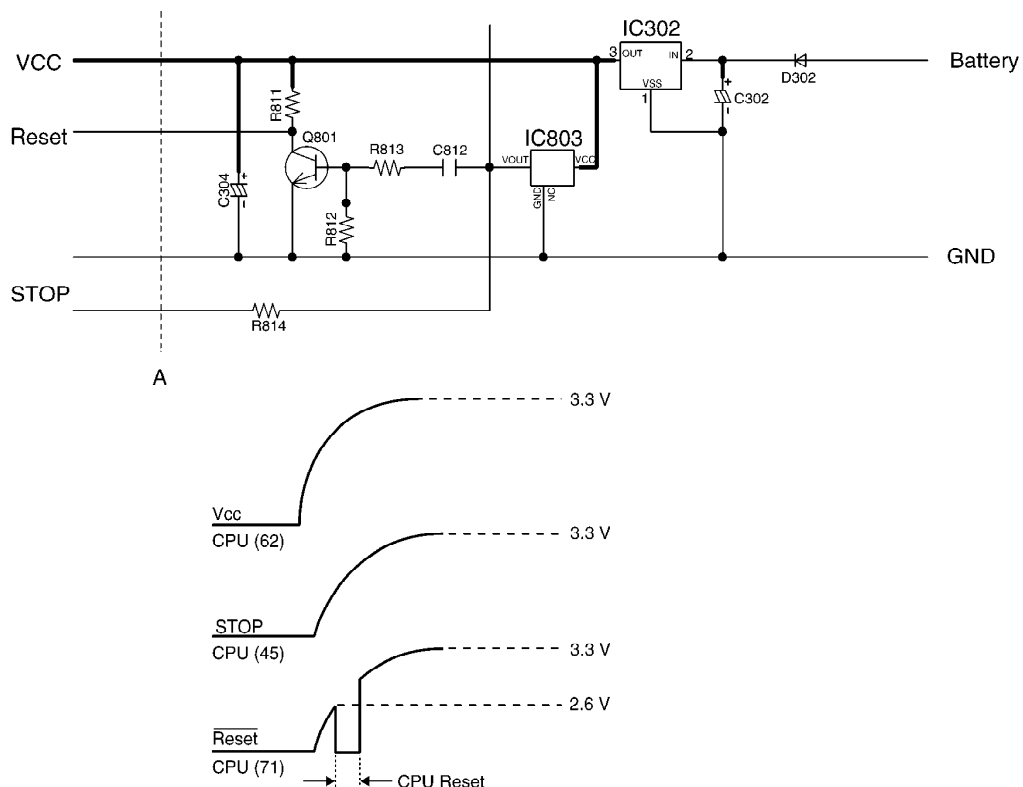 IC302
VCC
3 OUT IN 2
VSS
1
D302
Battery
C302
R811
Reset
Q801
R813
C812
IC803
VOUT
VCC
GND
NC
C304
R812
GND
STOP
R814
A
3.3 V
Vcc
CPU (62)
3.3 V
STOP
CPU (45)
3.3 V
2.6 V
Reset
CPU (71)
CPU Reset